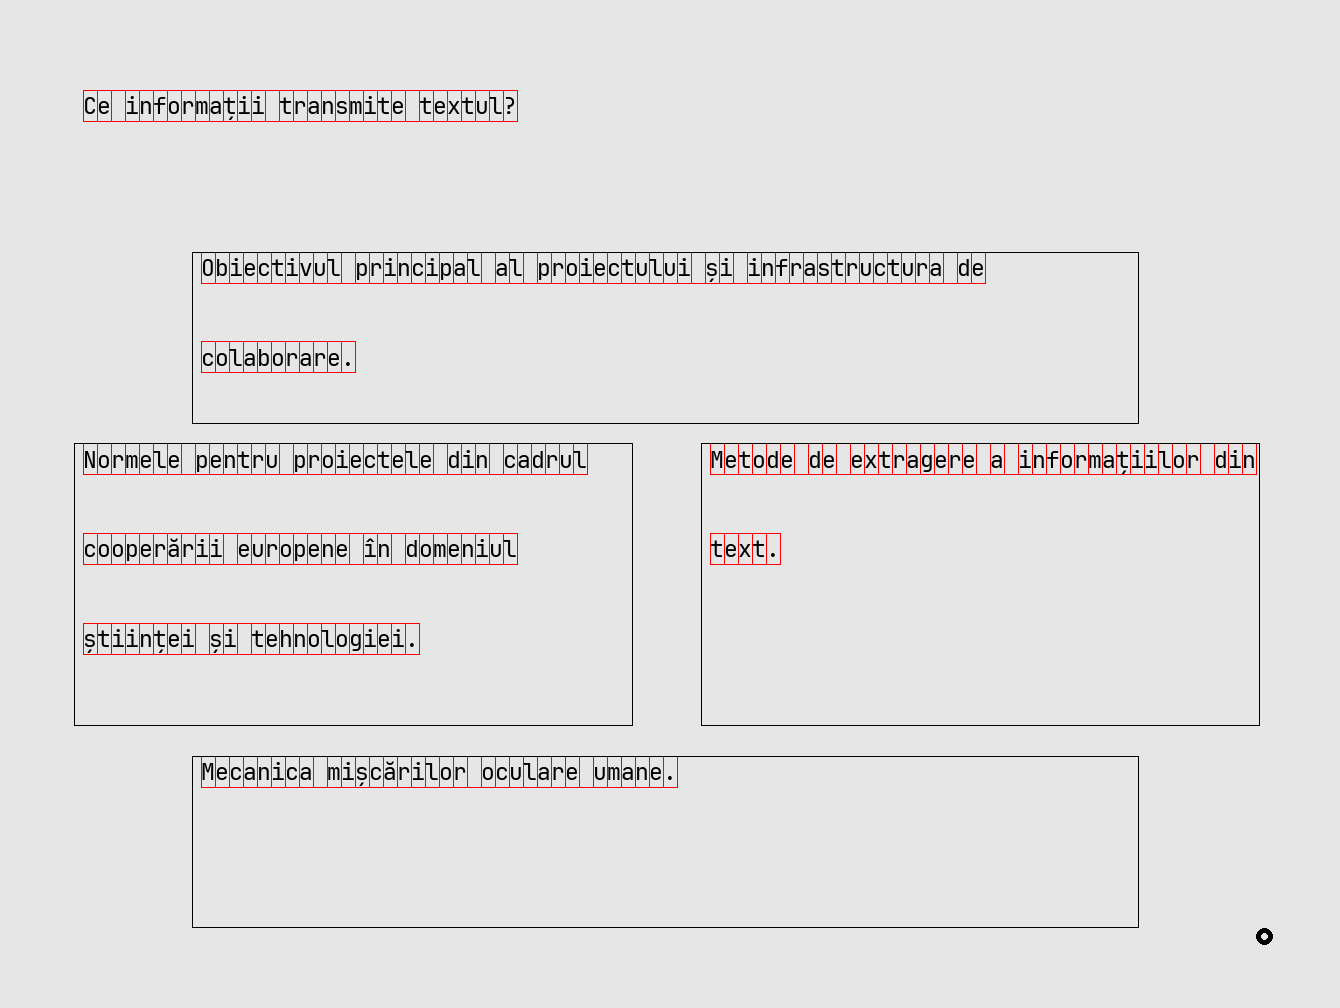 Ce informații transmite textul?
Obiectivul principal al proiectului și infrastructura de
colaborare.
Normele pentru proiectele din cadrul
cooperării europene în domeniul
științei și tehnologiei.
Metode de extragere a informațiilor din
text.
Mecanica mișcărilor oculare umane.